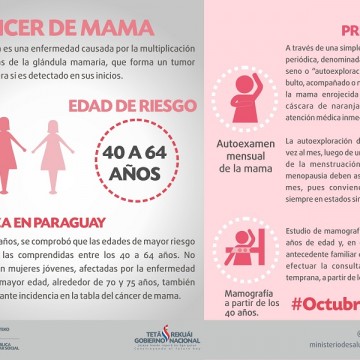 NCER DE MAMA
es una enfermedad causada por la multiplicación
as de la glándula mamaria, que forma un tumor
ra si es detectado en sus inicios.
EDAD DE RIESGO
40 A 64
AÑOS
CA EN PARAGUAY
años, se comprobó que las edades de mayor riesgo
las comprendidas entre los 40 a 64 años. No
n mujeres jóvenes, afectadas por la enfermedad
mayor edad, alrededor de 70 y 75 años, también
ante incidencia en la tabla del cáncer de mama.
PR
A través de una simple
periódica, denominada
seno o "autoexploració
bulto, acompañado o n
la mama enrojecida
cáscara de naranja
atención médica inme
Autoexamen
mensual
de la mama
La autoexploración d
vez al mes, luego de u
de la menstruación
menopausia deben as
mes, pues convien
siempre en estados sin
Estudio de mamograf
años de edad y, en
antecedente familiar
efectuar la consulta
temprana, a partir de l
Mamografía
a partir de los
40 años.
#Octubr
TETÃ REKUÁI
GOBIERNO NACIONAL
ministeriodesalu